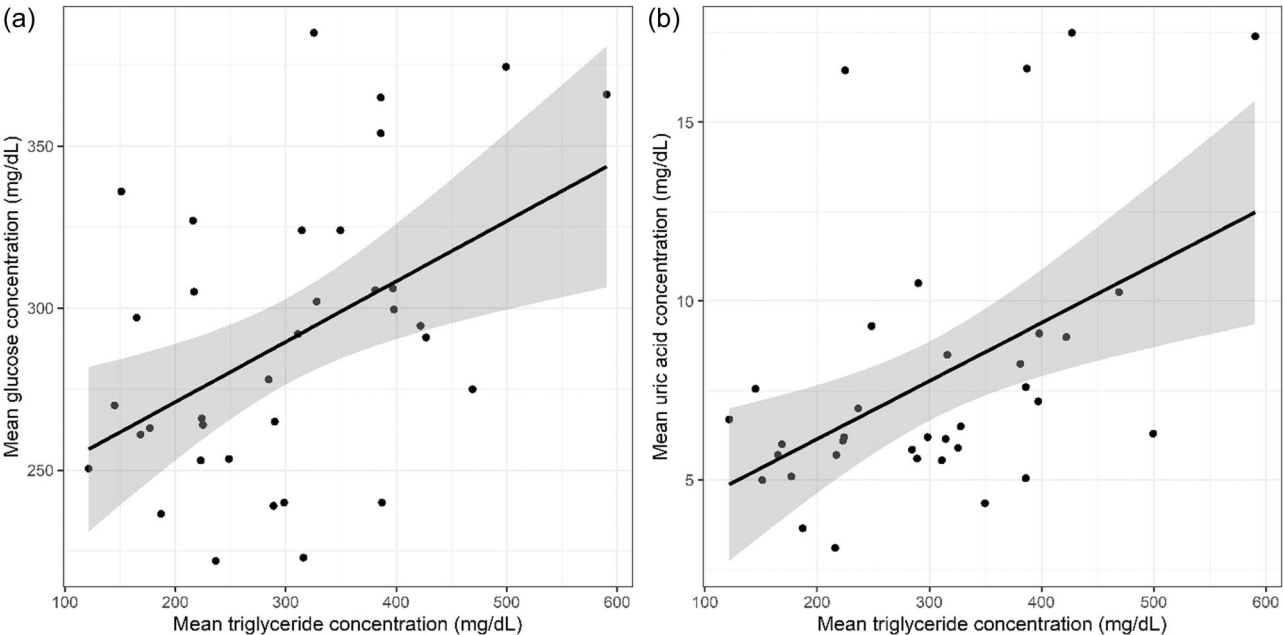 (a)
Mean glucose concentration (mg/dL)
350
300
250
100 200 300 400 500 600
Mean triglyceride concentration (mg/dL)
(b)
Mean uric acid concentration (mg/dL)
15
10
5
100 200 300 400 500 600
Mean triglyceride concentration (mg/dL)